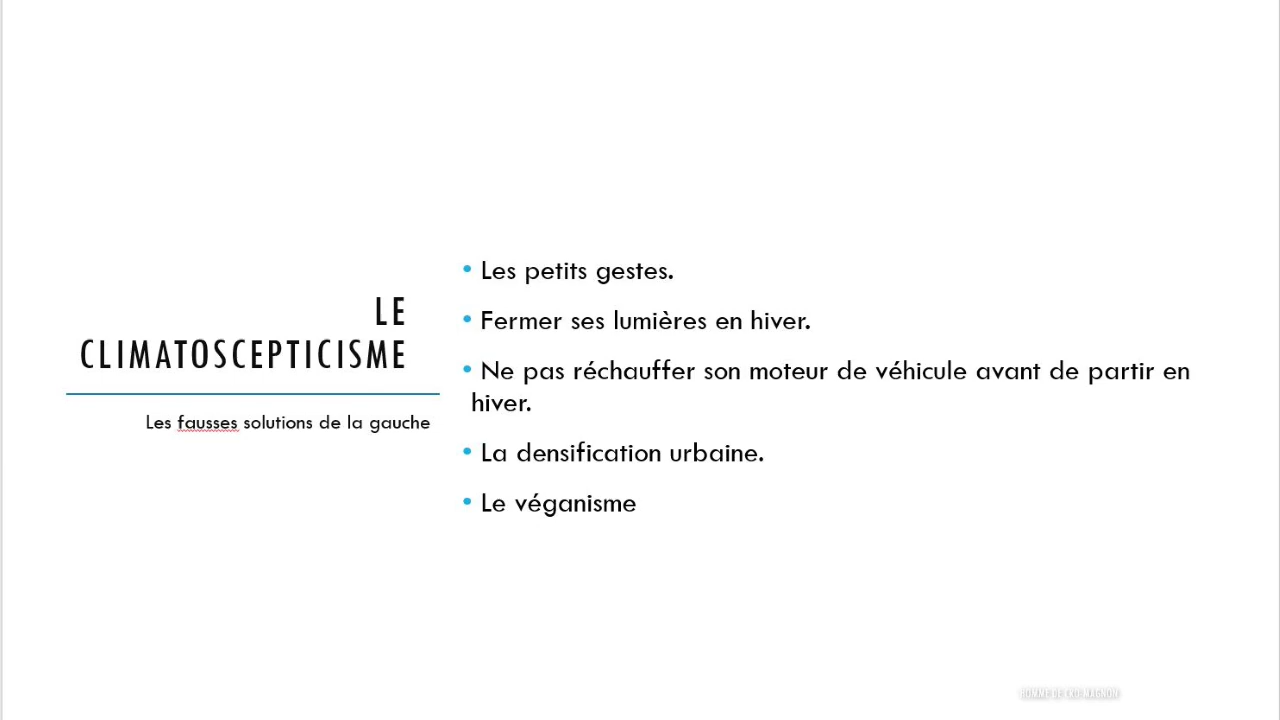 LE
CLIMATOSCEPTICISME
Les fausses solutions de la gauche
• Les petits gestes.
• Fermer ses lumières en hiver.
• Ne pas réchauffer son moteur de véhicule avant de partir en
hiver.
• La densification urbaine.
• Le véganisme